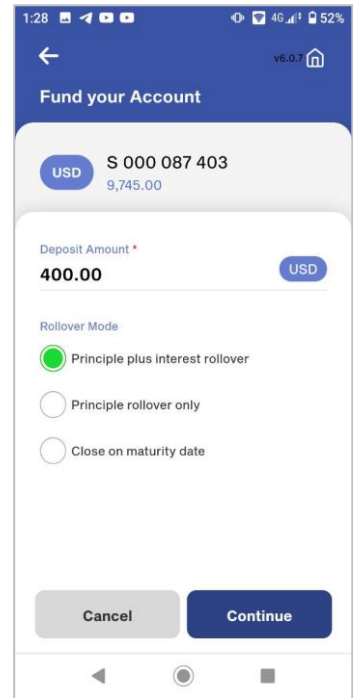 1:28 4G 52%
v6.0.7
Fund your Account
USD S 000 087 403
9,745.00
Deposit Amount *
400.00 USD
Rollover Mode
Principle plus interest rollover
Principle rollover only
Close on maturity date
Cancel Continue